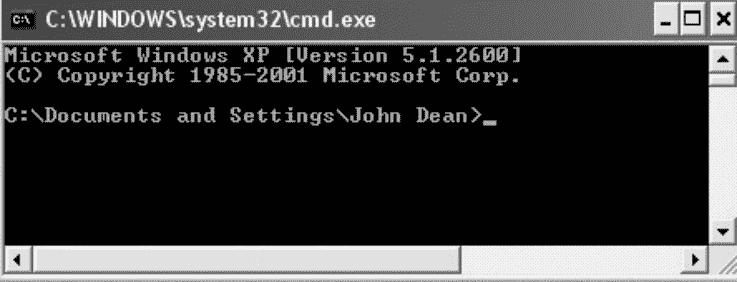 C:\WINDOWS\system32\cmd.exe
Microsoft Windows XP [Version 5.1.2600]
(C) Copyright 1985-2001 Microsoft Corp.
C:\Documents and Settings\John Dean>_